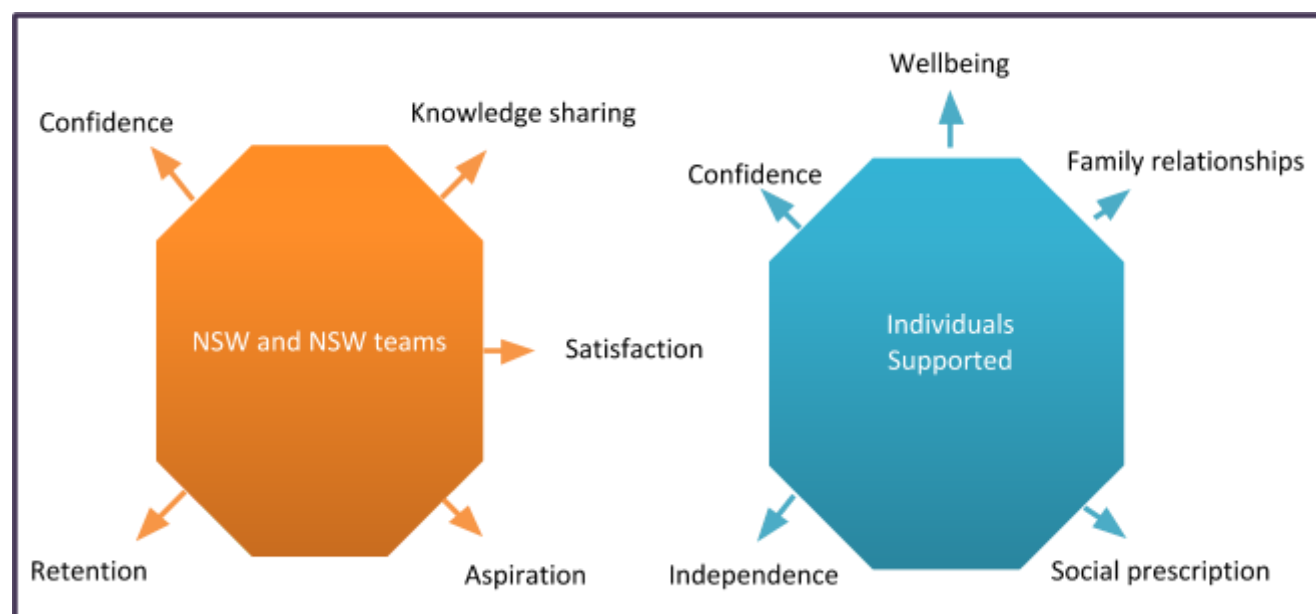 Confidence
Knowledge sharing
NSW and NSW teams
Satisfaction
Retention
Aspiration
Wellbeing
Confidence
Family relationships
Individuals
Supported
Independence
Social prescription